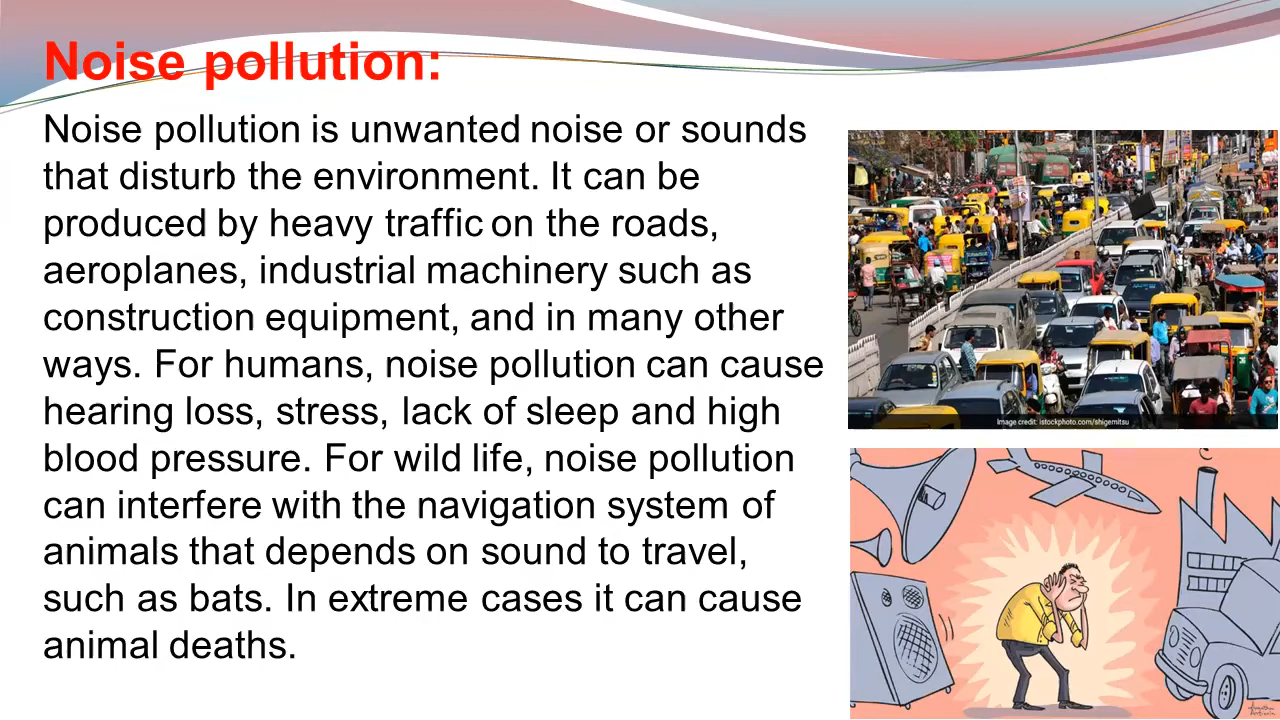 Noise pollution:
Noise pollution is unwanted noise or sounds
that disturb the environment. It can be
produced by heavy traffic on the roads,
aeroplanes, industrial machinery such as
construction equipment, and in many other
ways. For humans, noise pollution can cause
hearing loss, stress, lack of sleep and high
blood pressure. For wild life, noise pollution
can interfere with the navigation system of
animals that depends on sound to travel,
such as bats. In extreme cases it can cause
animal deaths.
Image credit: istockphoto.com/shigemitsu